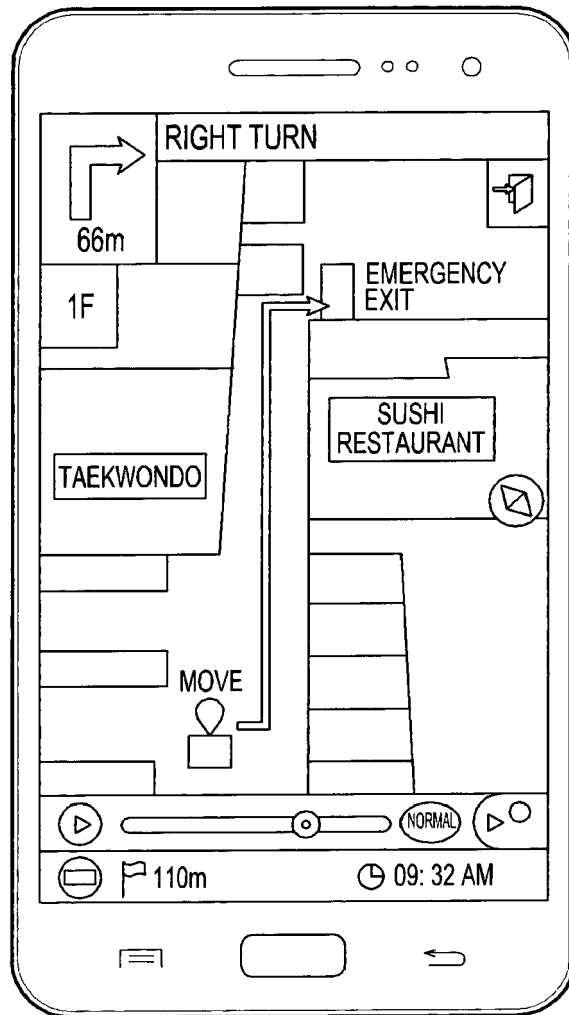 RIGHT TURN
66m
1F
EMERGENCY
EXIT
SUSHI
RESTAURANT
TAEKWONDO
MOVE
NORMAL
110m
09: 32 AM